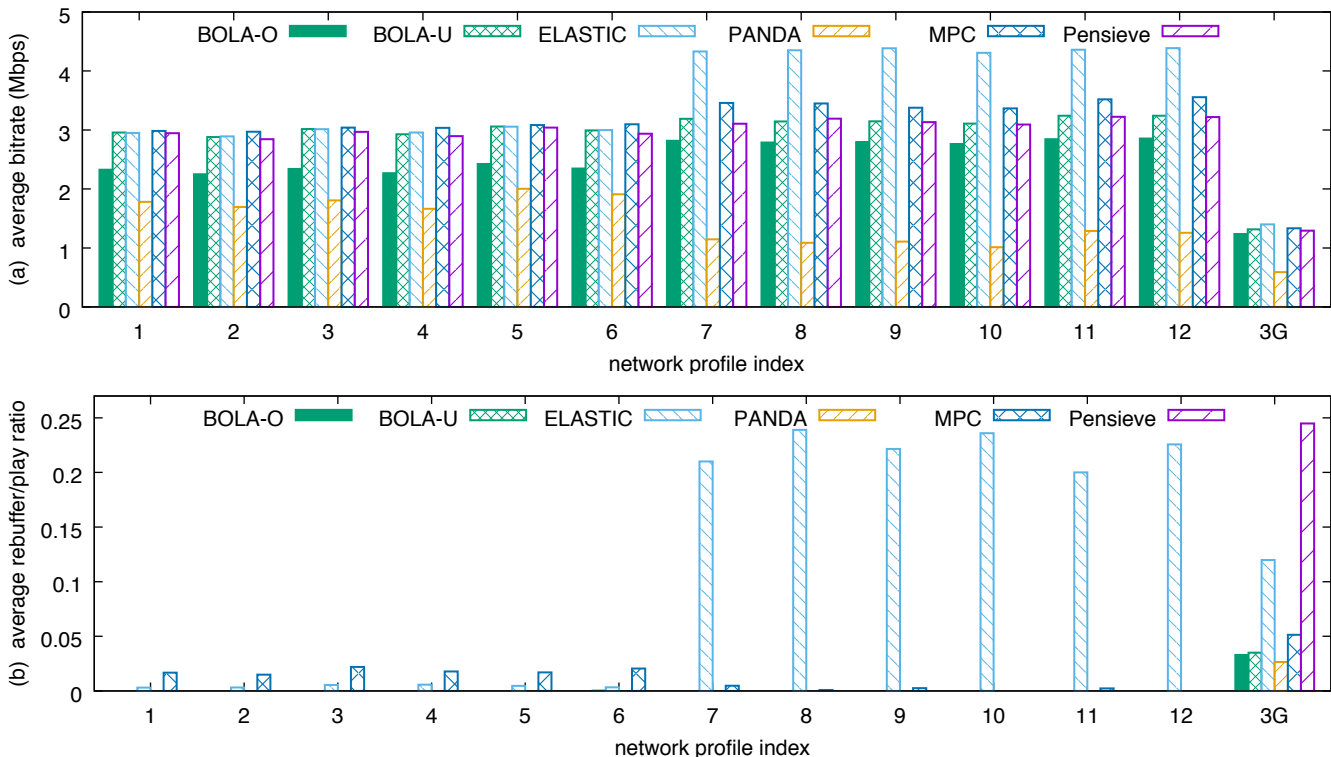 (a) average bitrate (Mbps)
5
4
3
2
1
0
BOLA-O BOLA-U ELASTIC PANDA MPC Pensieve
1 2 3 4 5 6 7 8 9 10 11 12 3G
network profile index
(b) average rebuffer/play ratio
0.25
0.2
0.15
0.1
0.05
0
BOLA-O BOLA-U ELASTIC PANDA MPC Pensieve
1 2 3 4 5 6 7 8 9 10 11 12 3G
network profile index